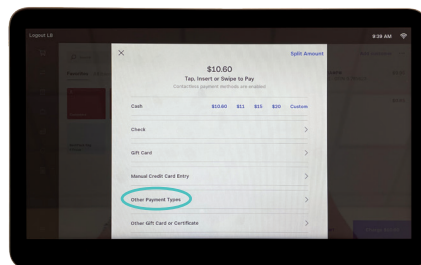 Logout LB
9:39 AM
Split Amount
$10.60
Tap, Insert or Swipe to Pay
Contactless payment methods are enabled
Cash $10.60 $11 $15 $20 Custom
Check
Gift Card
Manual Credit Card Entry
Other Payment Types
Other Gift Card or Certificate
Favorites